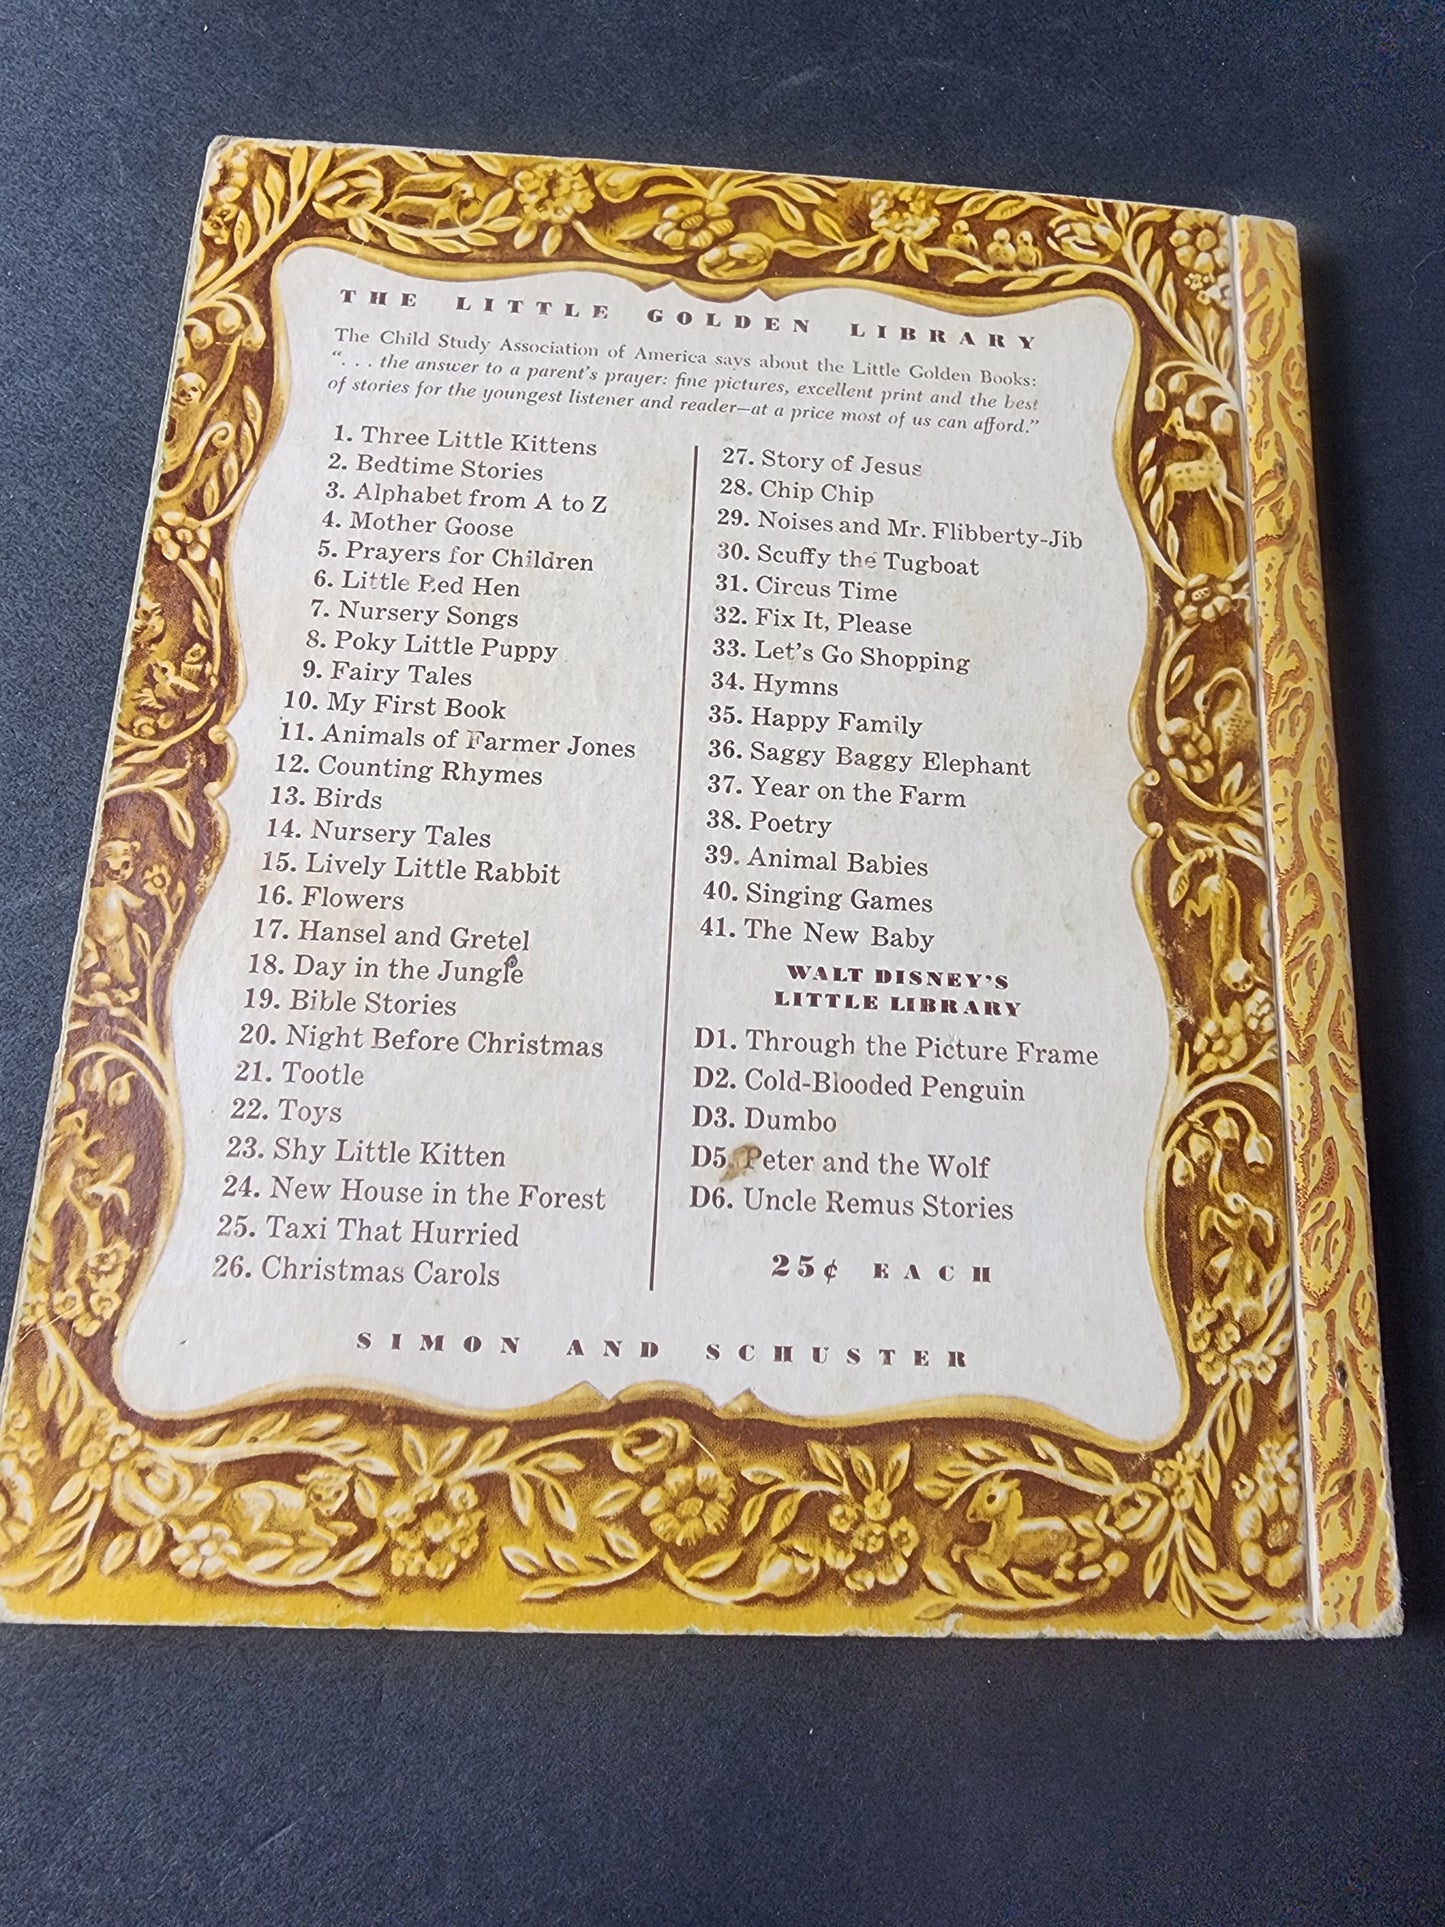 THE LITTLE GOLDEN LIBRARY
The Child Study Association of America says about the Little Golden Books:
“. . . the answer to a parent’s prayer: fine pictures, excellent print and the best
of stories for the youngest listener and reader—at a price most of us can afford.”
1. Three Little Kittens
2. Bedtime Stories
3. Alphabet from A to Z
4. Mother Goose
5. Prayers for Children
6. Little Red Hen
7. Nursery Songs
8. Poky Little Puppy
9. Fairy Tales
10. My First Book
11. Animals of Farmer Jones
12. Counting Rhymes
13. Birds
14. Nursery Tales
15. Lively Little Rabbit
16. Flowers
17. Hansel and Gretel
18. Day in the Jungle
19. Bible Stories
20. Night Before Christmas
21. Tootle
22. Toys
23. Shy Little Kitten
24. New House in the Forest
25. Taxi That Hurried
26. Christmas Carols
27. Story of Jesus
28. Chip Chip
29. Noises and Mr. Flibberty-Jib
30. Scuffy the Tugboat
31. Circus Time
32. Fix It, Please
33. Let’s Go Shopping
34. Hymns
35. Happy Family
36. Saggy Baggy Elephant
37. Year on the Farm
38. Poetry
39. Animal Babies
40. Singing Games
41. The New Baby
WALT DISNEY’S
LITTLE LIBRARY
D1. Through the Picture Frame
D2. Cold-Blooded Penguin
D3. Dumbo
D5. Peter and the Wolf
D6. Uncle Remus Stories
25¢ EACH
SIMON AND SCHUSTER